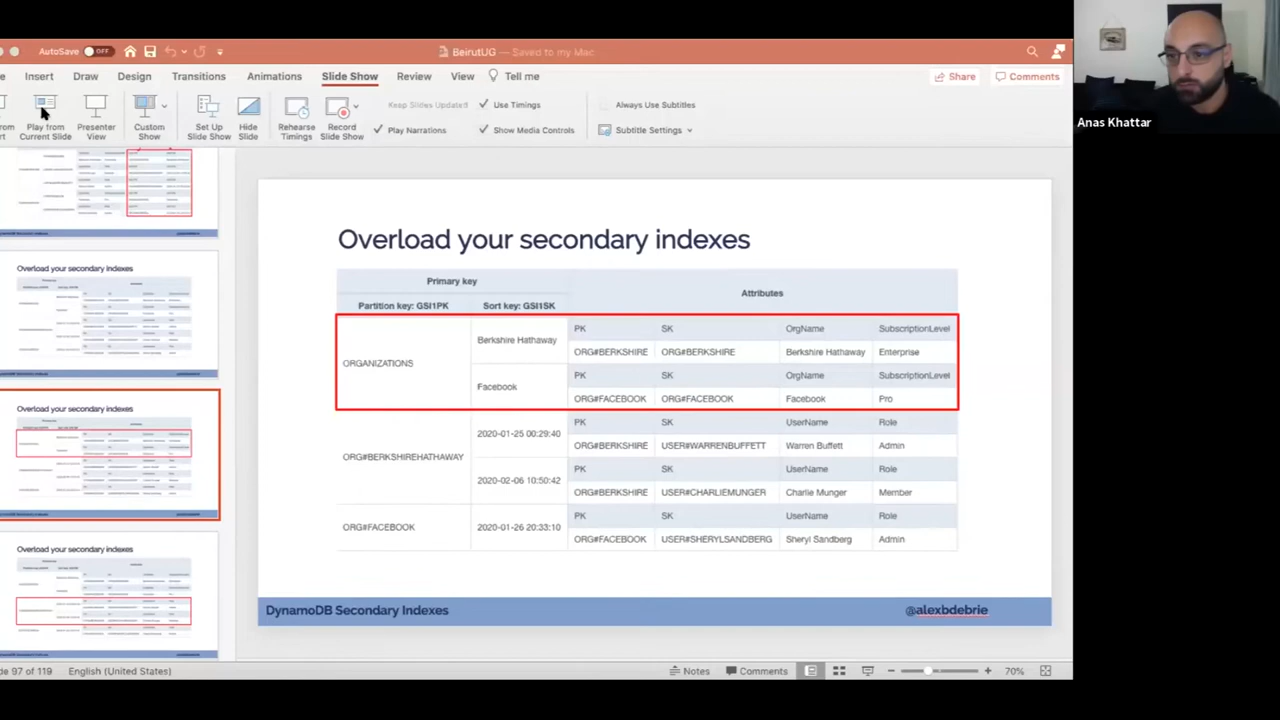 AutoSave OFF
BeirutUG — Saved to my Mac
Insert Draw Design Transitions Animations Slide Show Review View Tell me
Share Comments
Play from Current Slide
Presenter View
Custom Show
Set Up Slide Show
Hide Slide
Rehearse Timings
Record Slide Show
Keep Slides Updated
Play Narrations
Use Timings
Show Media Controls
Always Use Subtitles
Subtitle Settings
Anas Khattar
Overload your secondary indexes
Overload your secondary indexes
Overload your secondary indexes
Overload your secondary indexes
Primary key
Attributes
Partition key: GSI1PK Sort key: GSI1SK
ORGANIZATIONS
Berkshire Hathaway
PK SK OrgName SubscriptionLevel
ORG#BERKSHIRE ORG#BERKSHIRE Berkshire Hathaway Enterprise
Facebook
PK SK OrgName SubscriptionLevel
ORG#FACEBOOK ORG#FACEBOOK Facebook Pro
ORG#BERKSHIREHATHAWAY
2020-01-25 00:29:40
PK SK UserName Role
ORG#BERKSHIRE USER#WARRENBUFFETT Warren Buffett Admin
2020-02-06 10:50:42
PK SK UserName Role
ORG#BERKSHIRE USER#CHARLIEMUNGER Charlie Munger Member
ORG#FACEBOOK
2020-01-26 20:33:10
PK SK UserName Role
ORG#FACEBOOK USER#SHERYLSANDBERG Sheryl Sandberg Admin
DynamoDB Secondary Indexes @alexbdebrie
de 97 of 119 English (United States) Notes Comments 70%